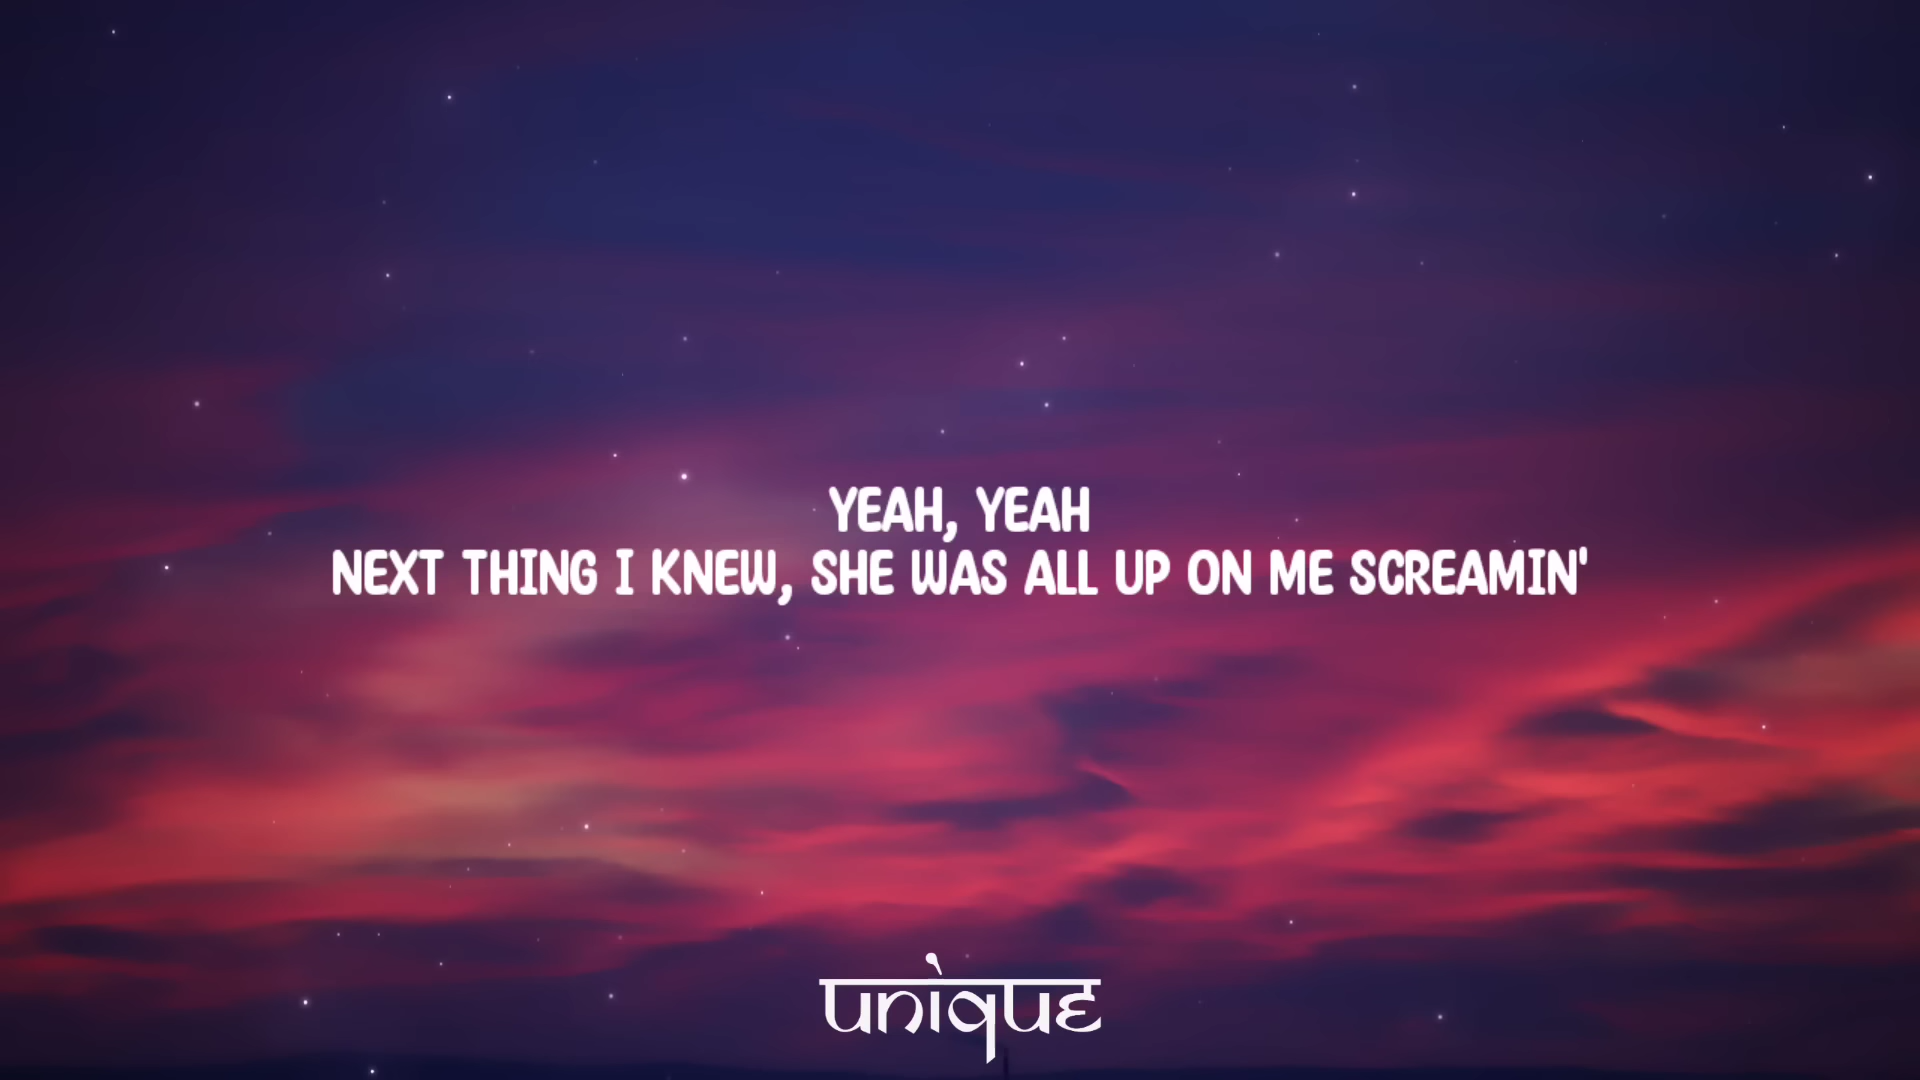 YEAH, YEAH
NEXT THING I KNEW, SHE WAS ALL UP ON ME SCREAMIN'
unique